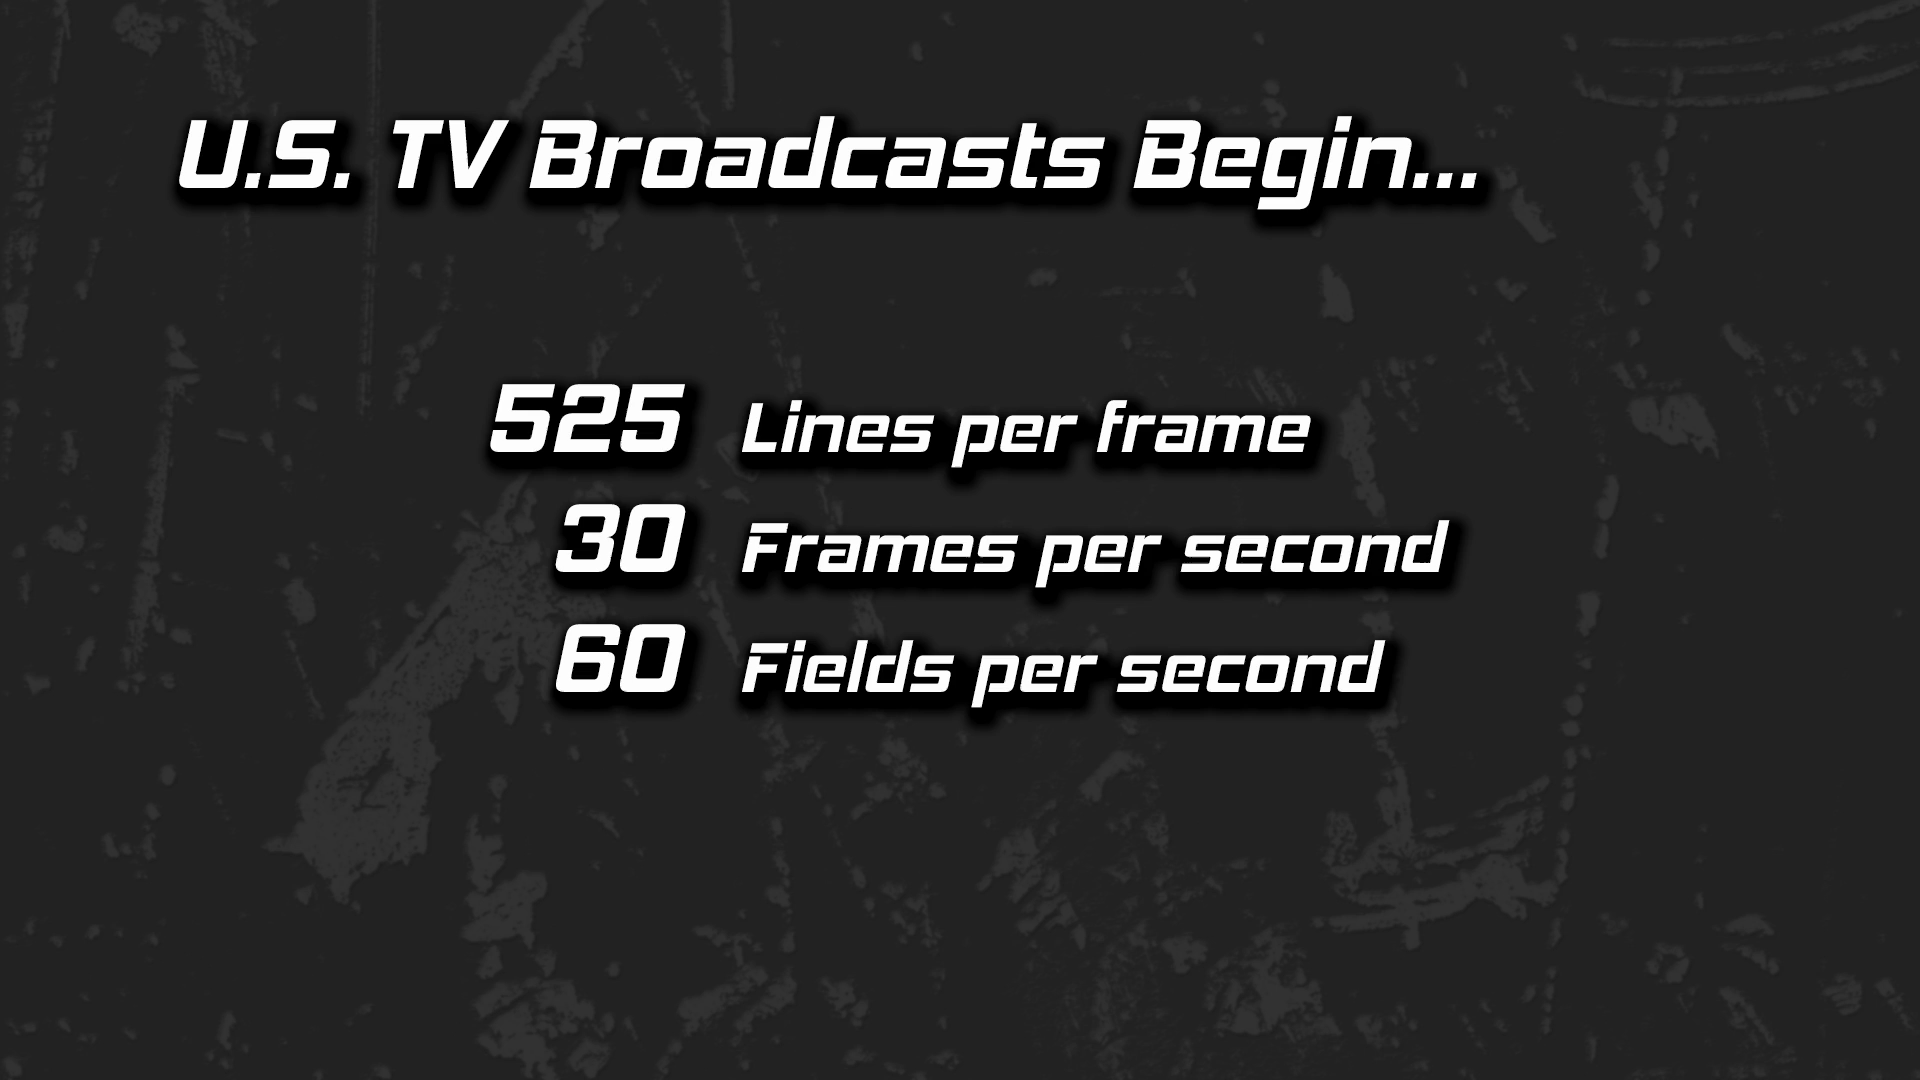 U.S. TV Broadcasts Begin...
525 Lines per frame
30 Frames per second
60 Fields per second